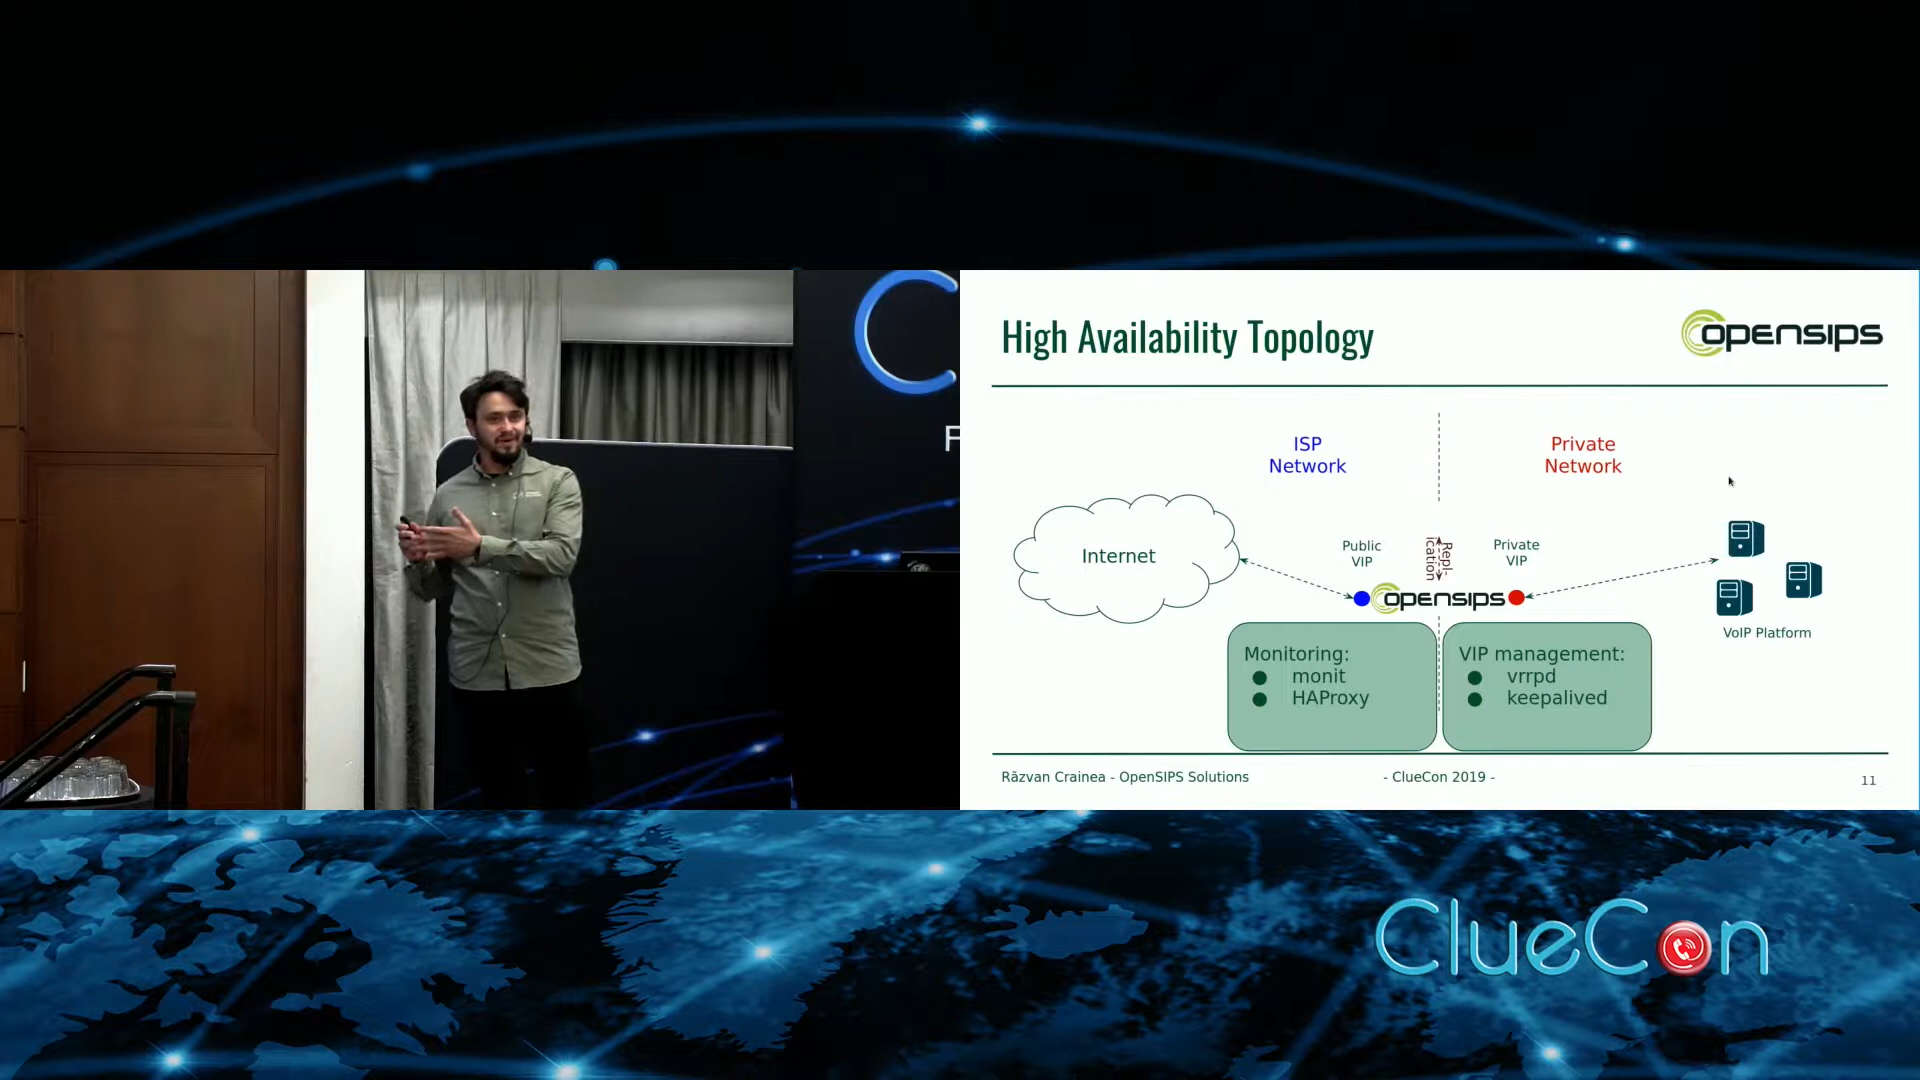 High Availability Topology
opensips
ISP
Network
Private
Network
Internet
Public
VIP
Repl-
ication
Private
VIP
opensips
VoIP Platform
Monitoring:
● monit
● HAProxy
VIP management:
● vrrpd
● keepalived
Răzvan Crainea - OpenSIPS Solutions
- ClueCon 2019 -
11
ClueCon